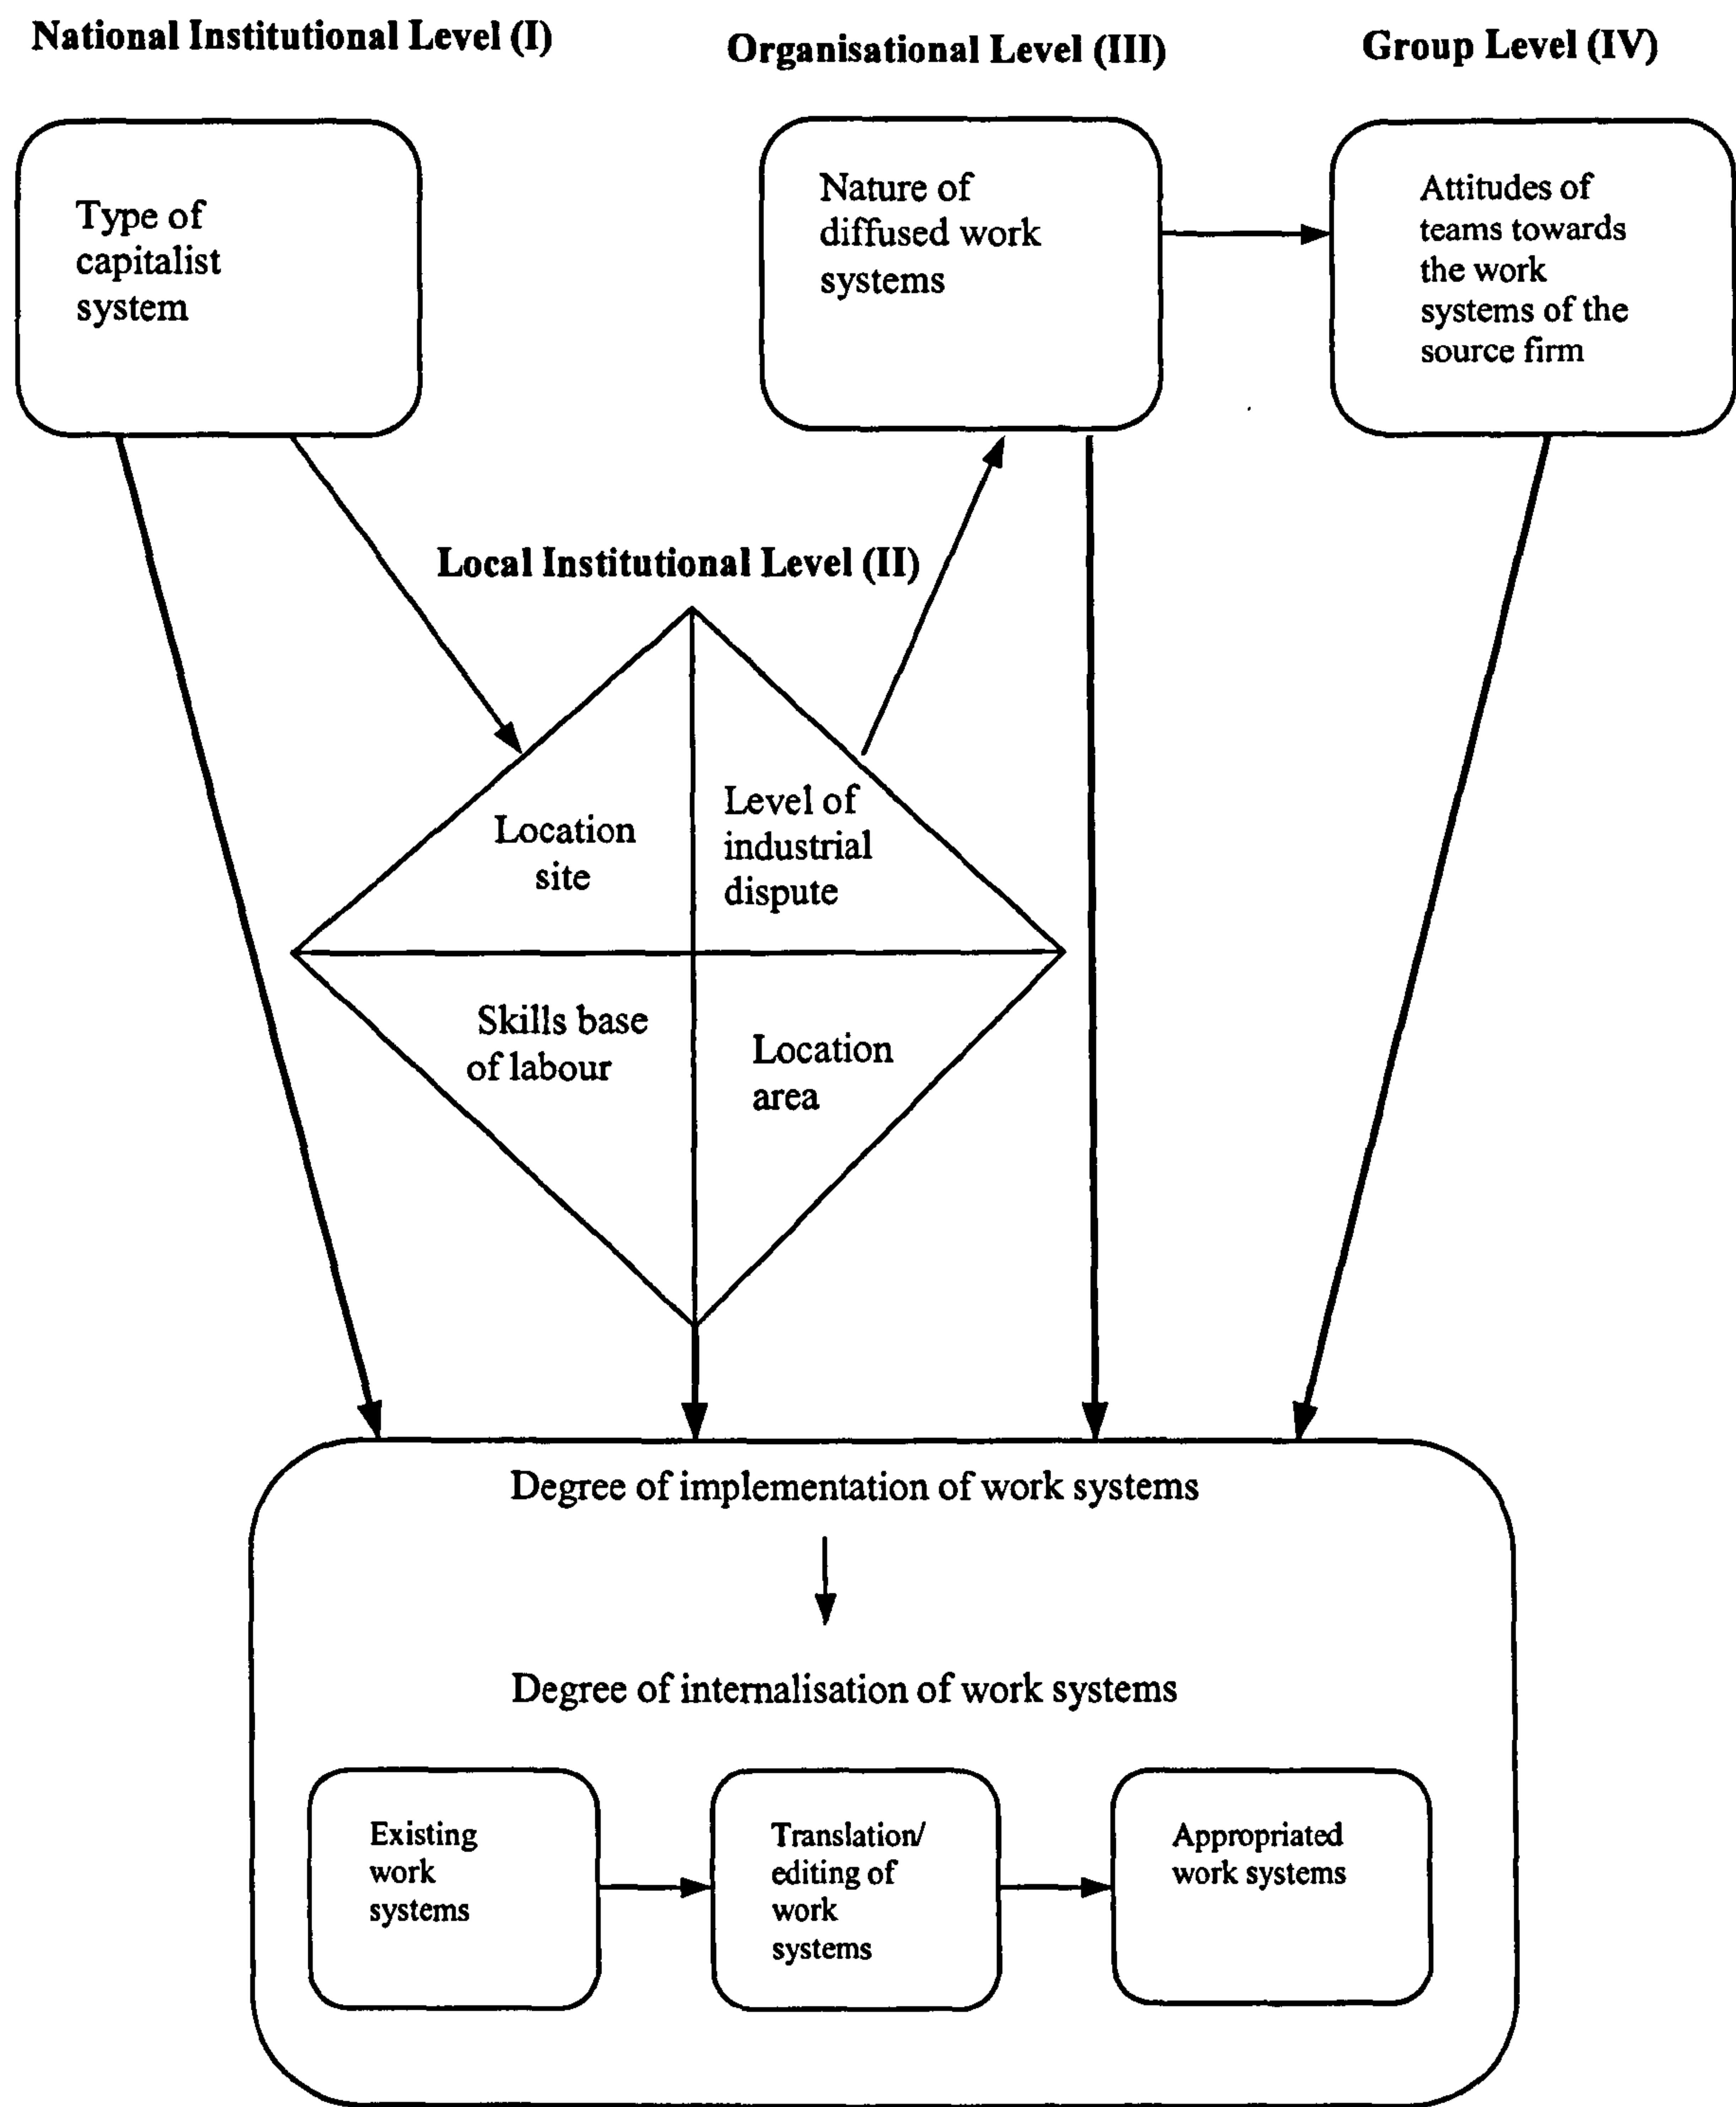 National Institutional Level (I)
Organisational Level (III)
Group Level (IV)
Type of
capitalist
system
Nature of
diffused work
systems
Attitudes of
teams towards
the work
systems of the
source firm
Local Institutional Level (II)
Location
site
Level of
industrial
dispute
Skills base
of labour
Location
area
Degree of implementation of work systems
Degree of internalisation of work systems
Existing
work
systems
Translation/
editing of
work
systems
Appropriated
work systems